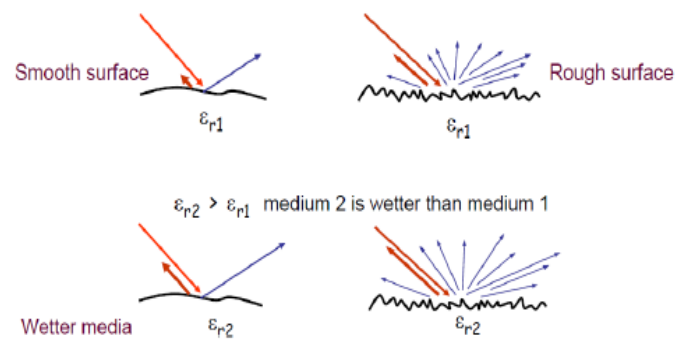 Smooth surface
Rough surface
εr1
εr1
εr2 > εr1 medium 2 is wetter than medium 1
Wetter media
εr2
εr2